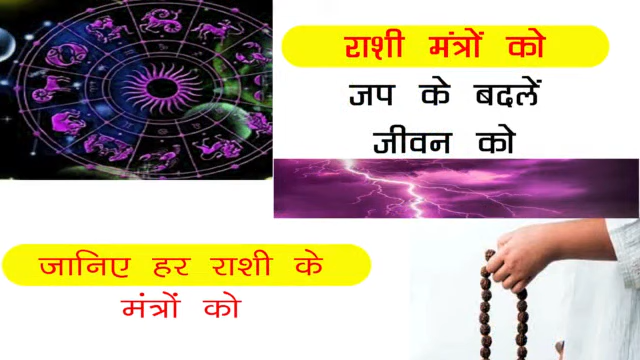 राशी मंत्रों को
जप के बदलें
जीवन को
जानिए हर राशी के
मंत्रों को